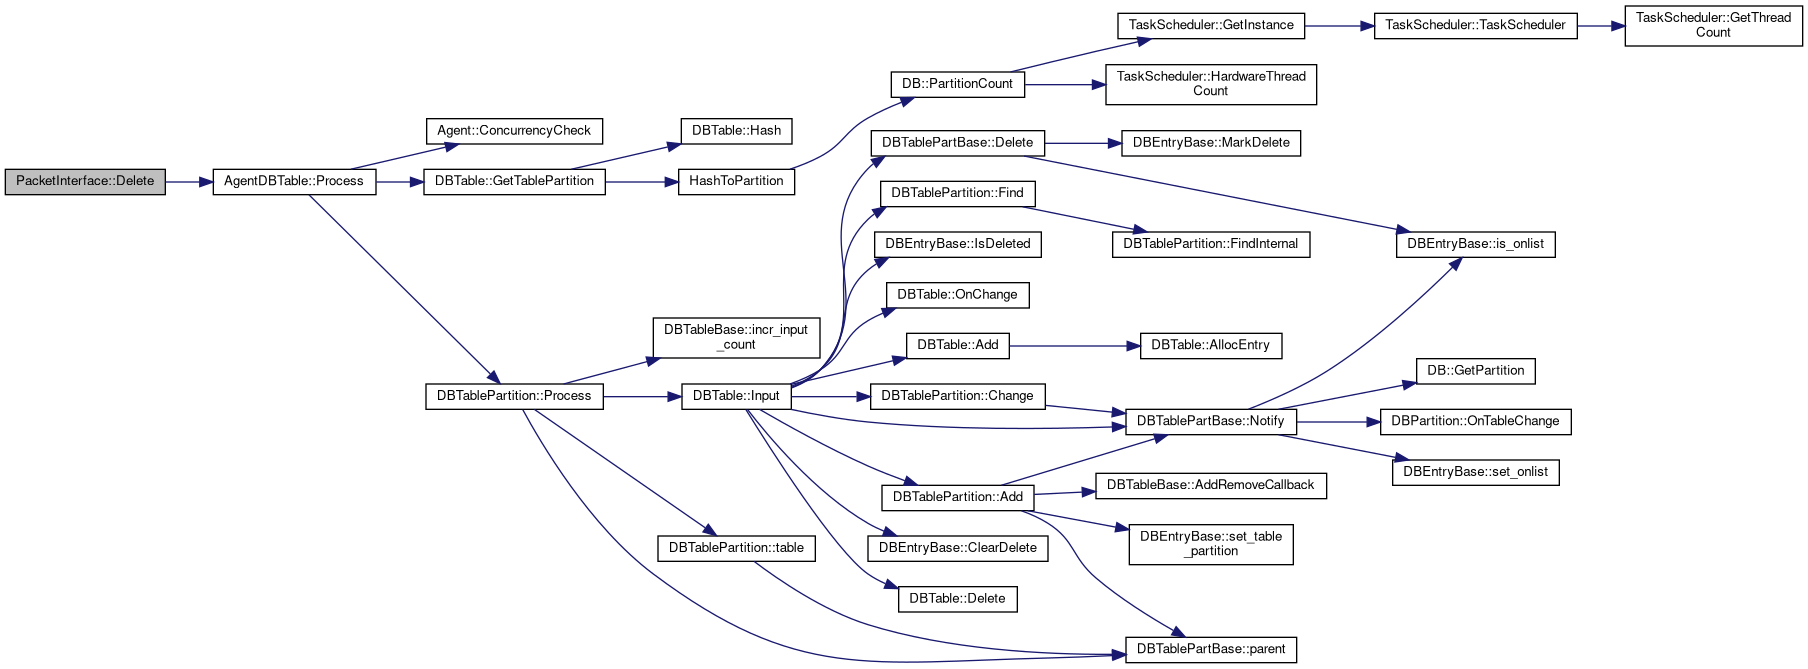 TaskScheduler::GetInstance
TaskScheduler::TaskScheduler
TaskScheduler::GetThread
Count
DB::PartitionCount
TaskScheduler::HardwareThread
Count
Agent::ConcurrencyCheck
DBTable::Hash
DBTablePartBase::Delete
DBEntryBase::MarkDelete
PacketInterface::Delete
AgentDBTable::Process
DBTable::GetTablePartition
HashToPartition
DBTablePartition::Find
DBEntryBase::IsDeleted
DBTablePartition::FindInternal
DBEntryBase::is_onlist
DBTable::OnChange
DBTableBase::incr_input
_count
DBTable::Add
DBTable::AllocEntry
DB::GetPartition
DBTablePartition::Process
DBTable::Input
DBTablePartition::Change
DBTablePartBase::Notify
DBPartition::OnTableChange
DBEntryBase::set_onlist
DBTablePartition::Add
DBTableBase::AddRemoveCallback
DBTablePartition::table
DBEntryBase::ClearDelete
DBEntryBase::set_table
_partition
DBTable::Delete
DBTablePartBase::parent